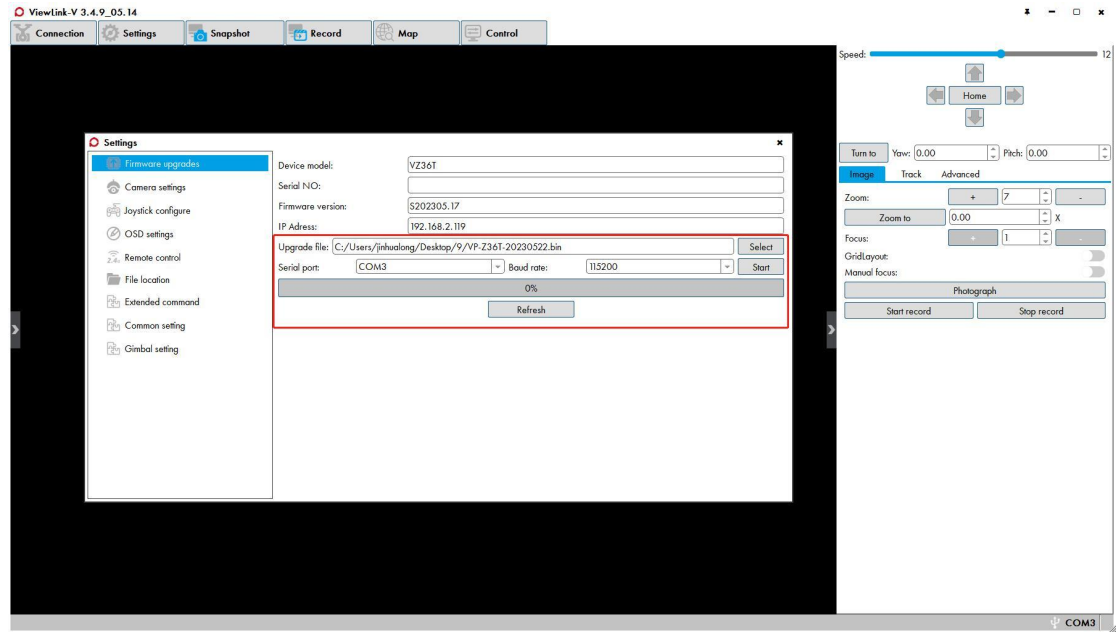 ViewLink-V 3.4.9_05.14
Connection Settings Snapshot Record Map Control
Speed: 12
Home
Turn to Yaw: 0.00 Pitch: 0.00
Image Track Advanced
Zoom: + 7 -
Zoom to 0.00 X
Focus: + 1 -
GridLayout:
Manual focus:
Photograph
Start record Stop record
Settings
Firmware upgrades
Camera settings
Joystick configure
OSD settings
Remote control
File location
Extended command
Common setting
Gimbal setting
Device model: VZ36T
Serial NO:
Firmware version: S202305.17
IP Adress: 192.168.2.119
Upgrade file: C:/Users/jinhualong/Desktop/9/VP-Z36T-20230522.bin Select
Serial port: COM3 Baud rate: 115200 Start
0%
Refresh
COM3